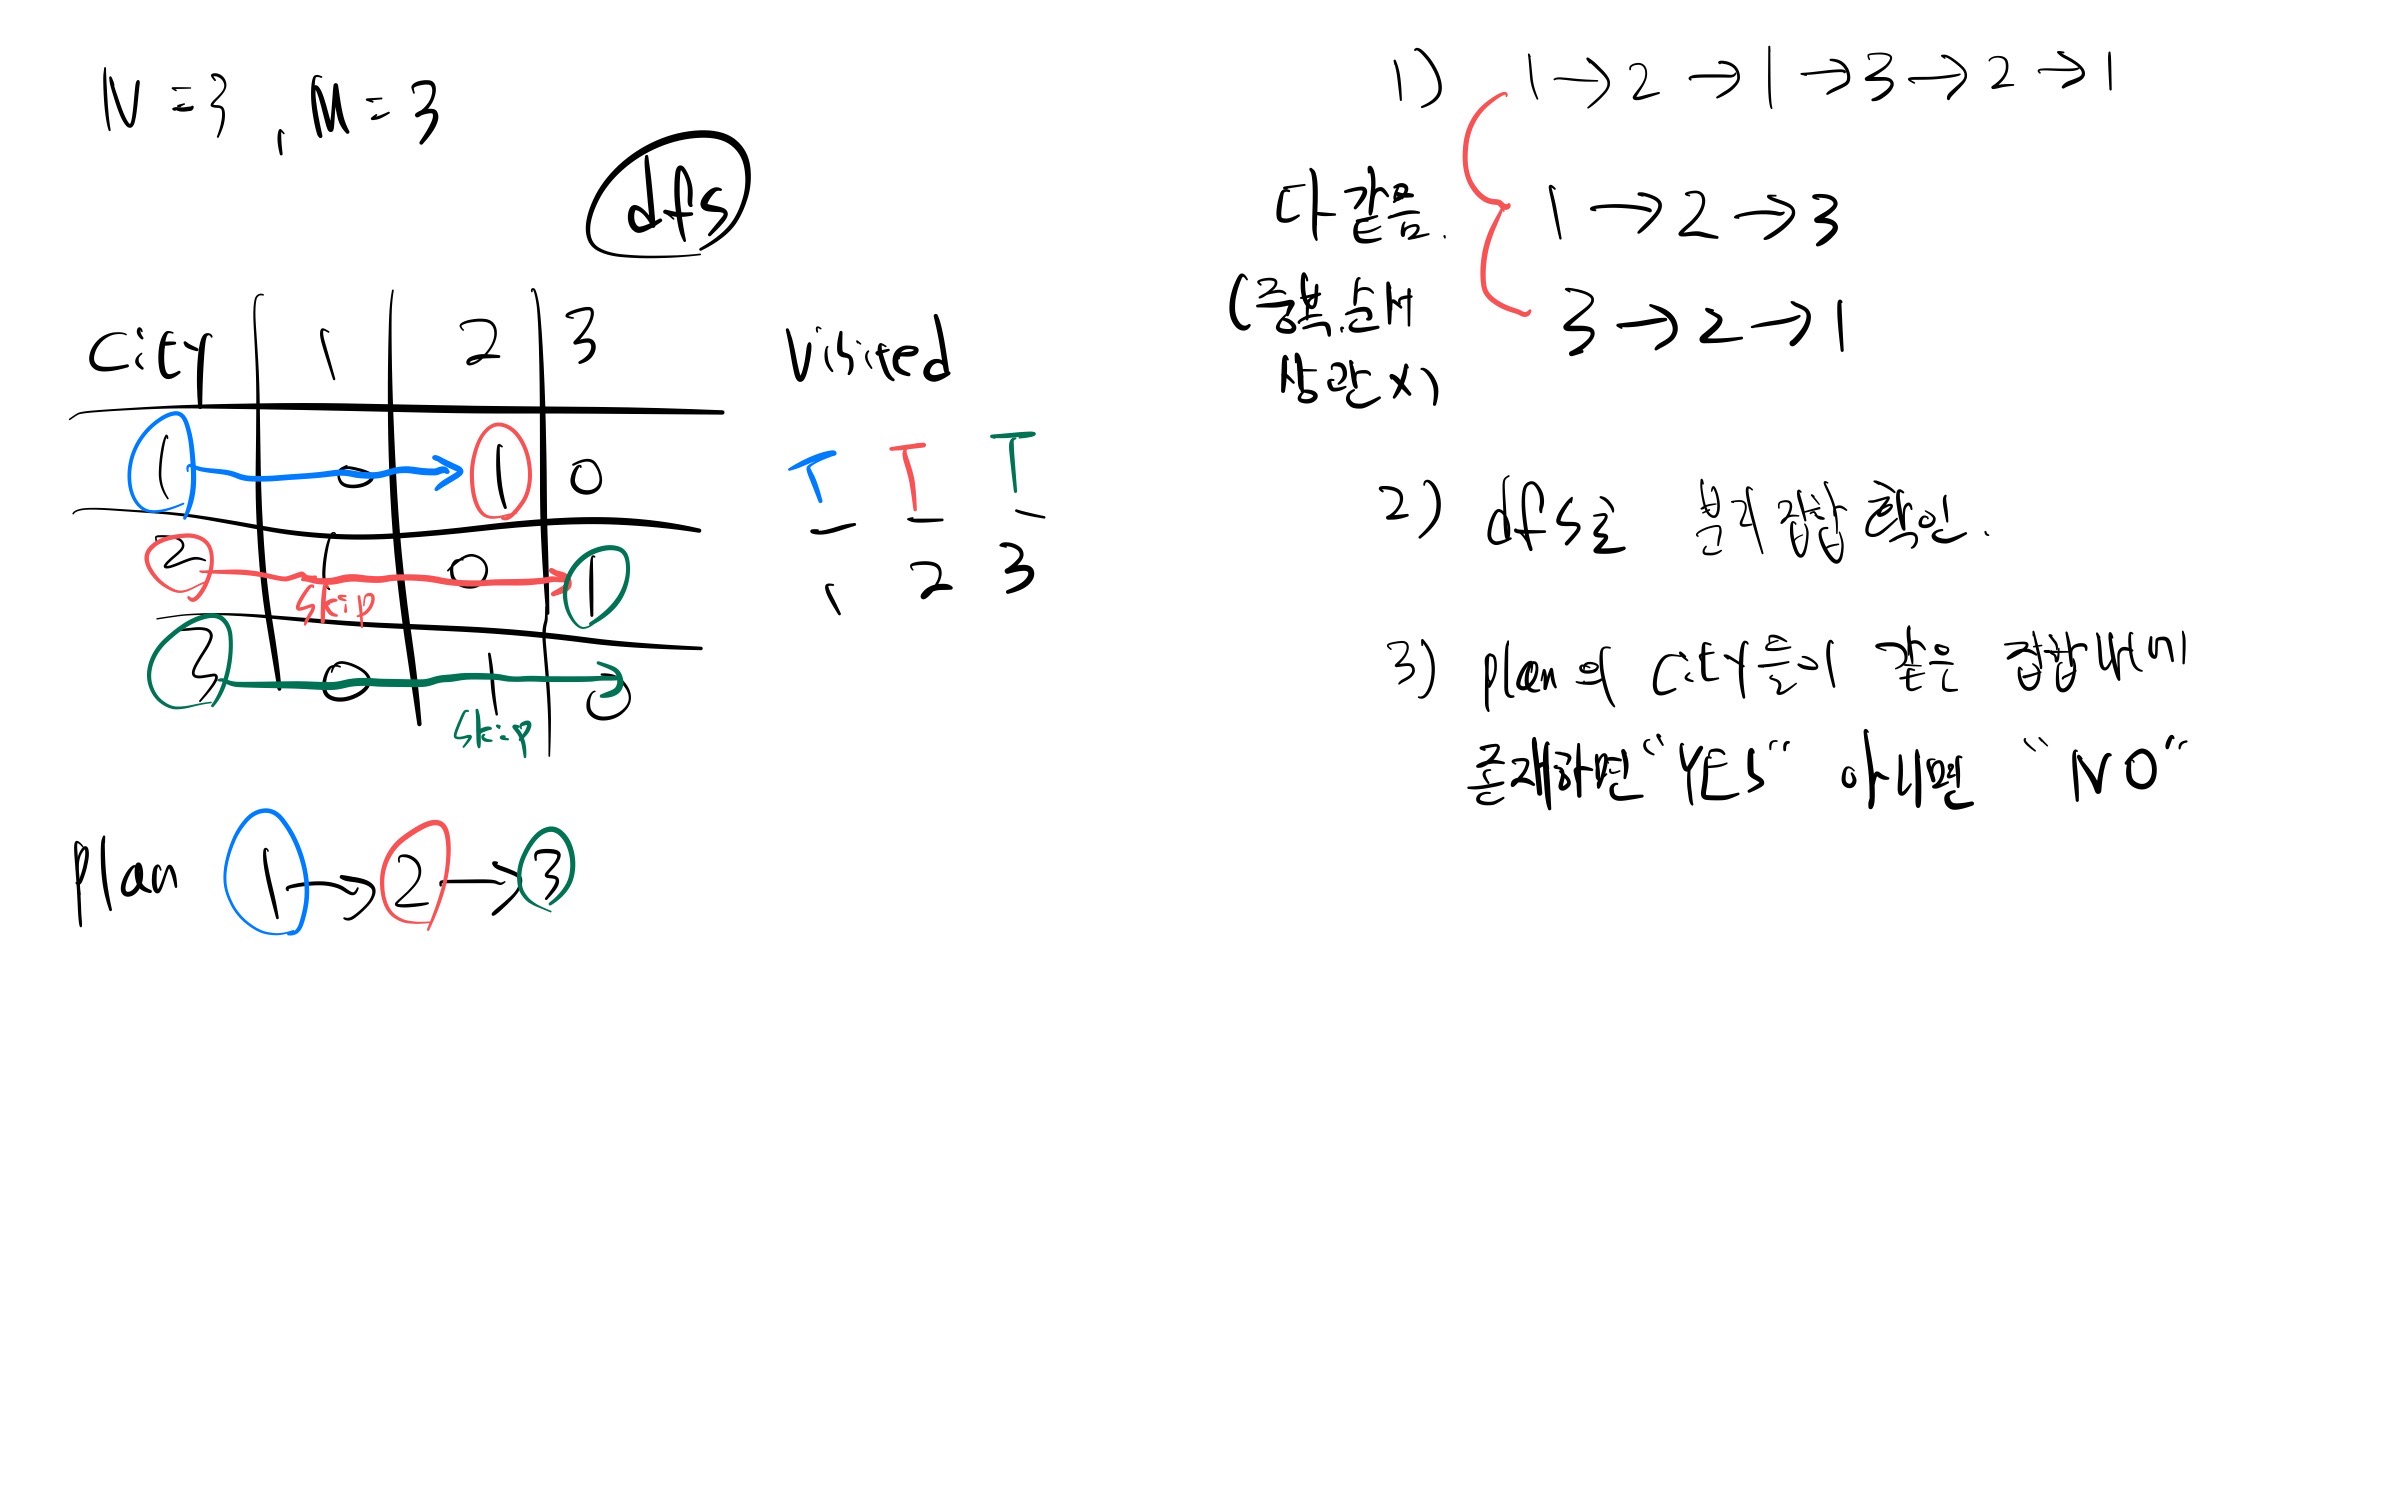 N=3, M=3
dfs
City 1 2 3
1 0 1 0
2 1 0 1
skip
3 0 1 0
skip
Visited
T T T
1 2 3
Plan 1→2→3
1) 1→2→1→3→2→1
다 같음.
1→2→3
(중복, 순서
상관 X)
3→2→1
2) dfs로 분리 집합 확인.
3) plan의 City들이 같은 집합 내에
존재하면 "YES" 아니면 "NO"